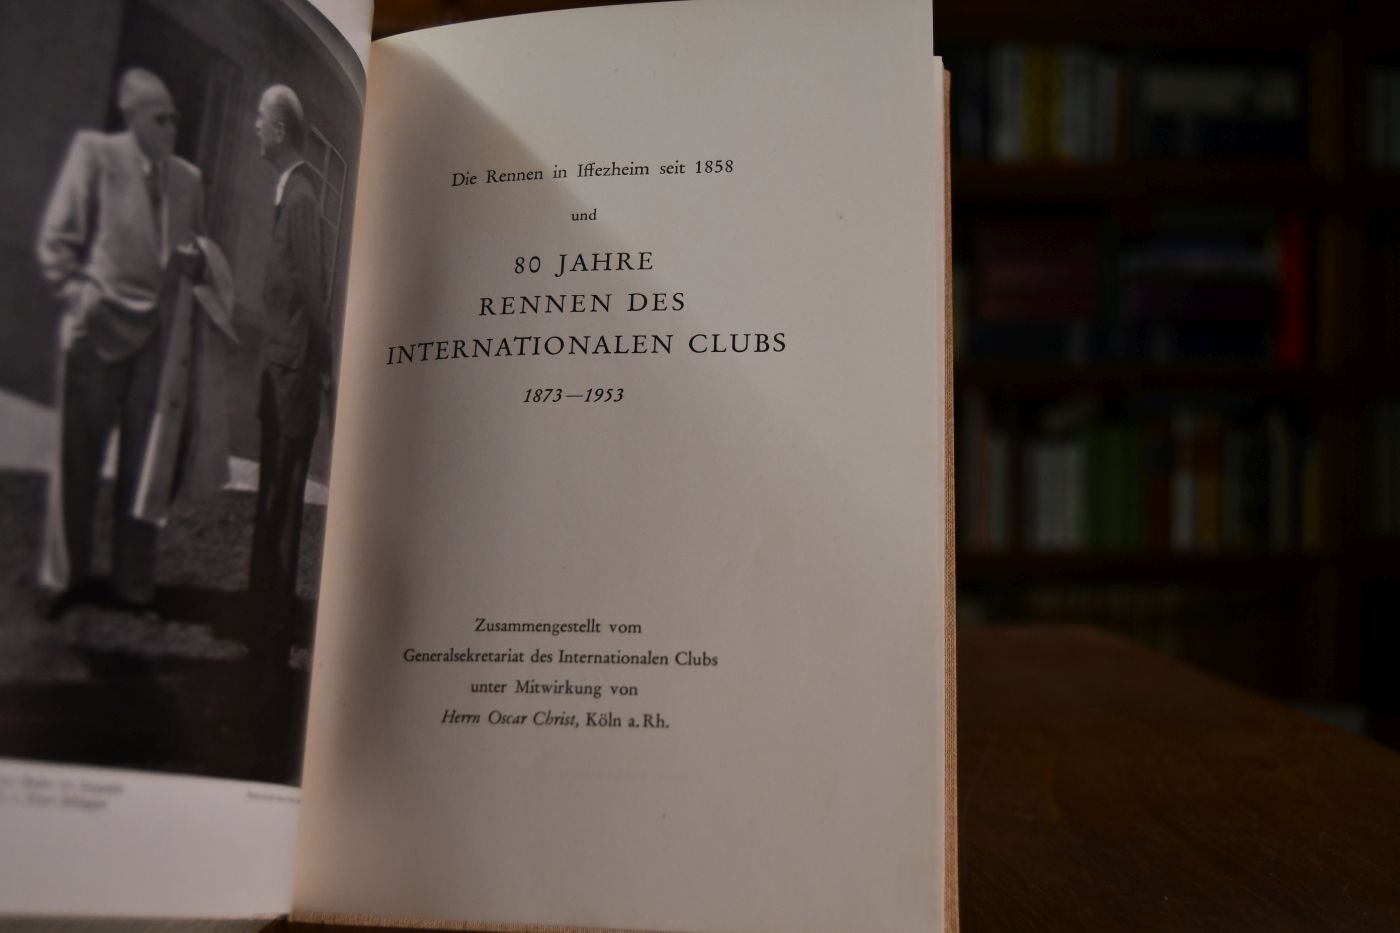 Die Rennen in Iffezheim seit 1858
und
80 JAHRE
RENNEN DES
INTERNATIONALEN CLUBS
1873—1953
Zusammengestellt vom
Generalsekretariat des Internationalen Clubs
unter Mitwirkung von
Herrn Oscar Christ, Köln a. Rh.